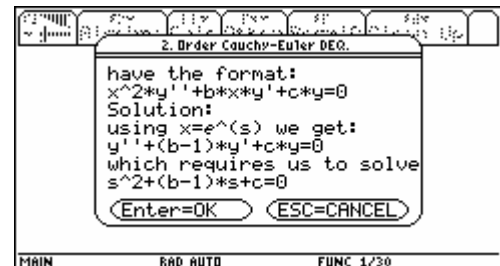 2. Order Cauchy-Euler DEQ.
have the format:
x^2*y''+b*x*y'+c*y=0
Solution:
using x=e^(s) we get:
y''+(b-1)*y'+c*y=0
which requires us to solve
s^2+(b-1)*s+c=0
Enter=OK ESC=CANCEL
MAIN RAD AUTO FUNC 1/30